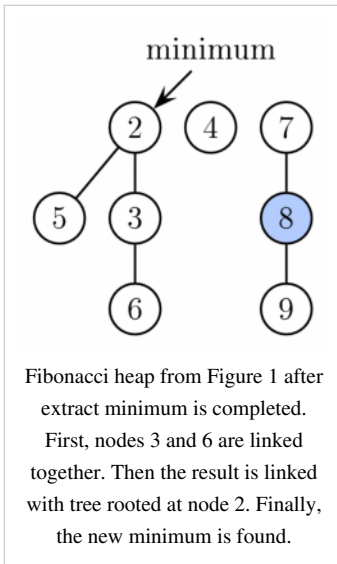 minimum
2 4 7
5 3 8
6 9
Fibonacci heap from Figure 1 after
extract minimum is completed.
First, nodes 3 and 6 are linked
together. Then the result is linked
with tree rooted at node 2. Finally,
the new minimum is found.